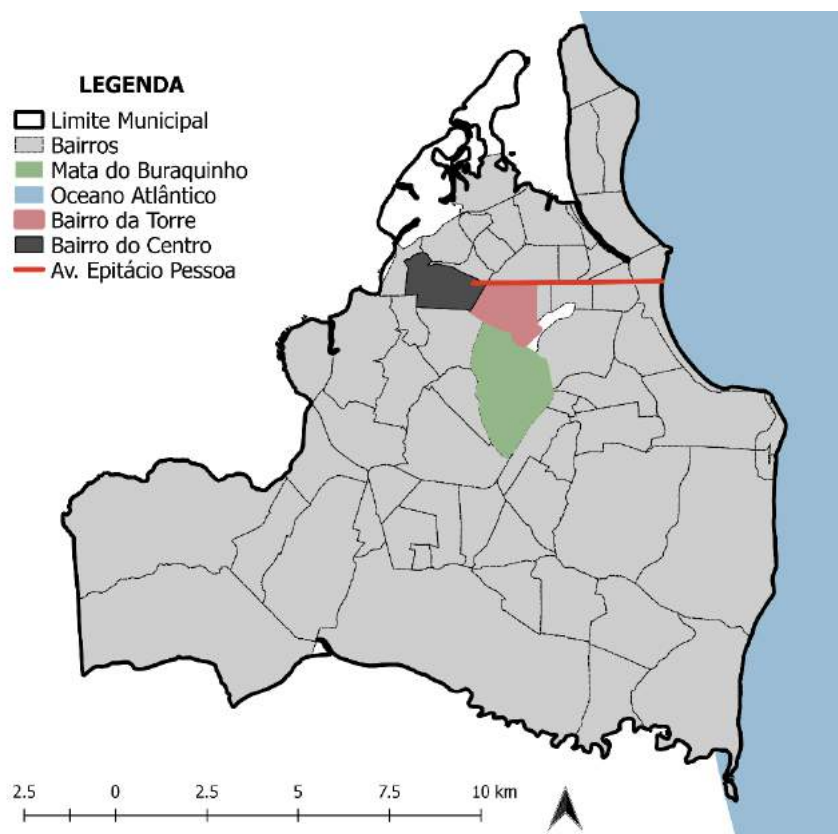 LEGENDA
Limite Municipal
Bairros
Mata do Buraquinho
Oceano Atlântico
Bairro da Torre
Bairro do Centro
Av. Epitácio Pessoa
2.5 0 2.5 5 7.5 10 km